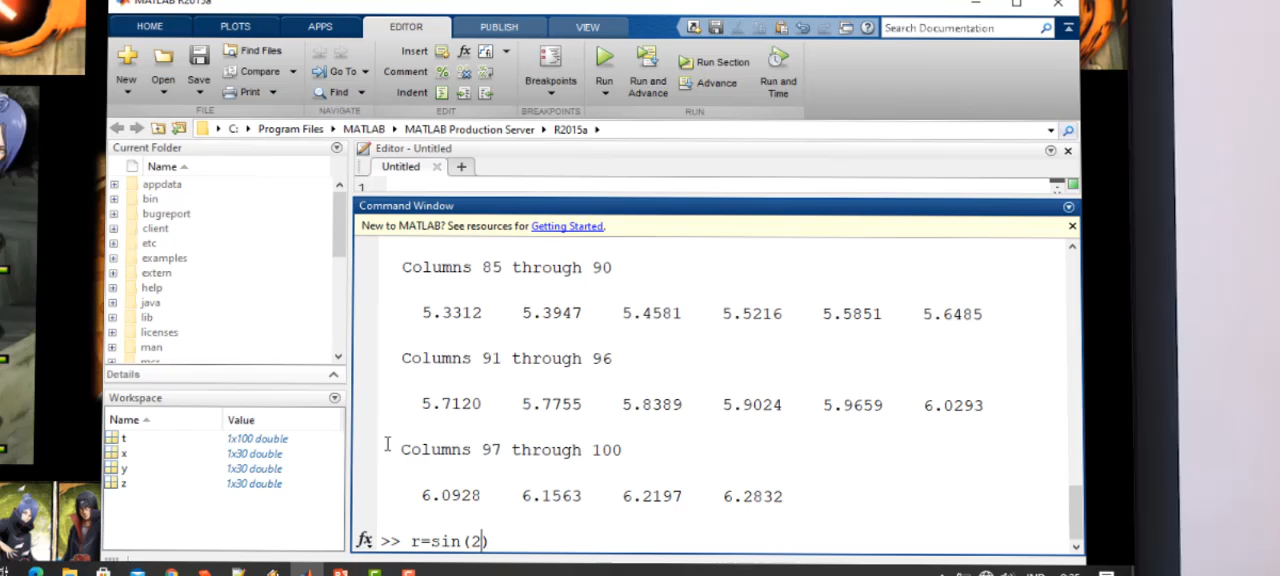 MATLAB R2015a
HOME PLOTS APPS EDITOR PUBLISH VIEW Search Documentation
New Open Save Find Files Compare Print
Insert Comment Indent Go To Find
Breakpoints Run Run and Advance Run Section Advance Run and Time
FILE NAVIGATE EDIT BREAKPOINTS RUN
C: Program Files MATLAB MATLAB Production Server R2015a
Current Folder
Name
appdata
bin
bugreport
client
etc
examples
extern
help
java
lib
licenses
man
Details
Workspace
Name Value
t 1x100 double
x 1x30 double
y 1x30 double
z 1x30 double
Editor - Untitled
Untitled
1
Command Window
New to MATLAB? See resources for Getting Started.
Columns 85 through 90
5.3312 5.3947 5.4581 5.5216 5.5851 5.6485
Columns 91 through 96
5.7120 5.7755 5.8389 5.9024 5.9659 6.0293
Columns 97 through 100
6.0928 6.1563 6.2197 6.2832
fx >> r=sin(2)